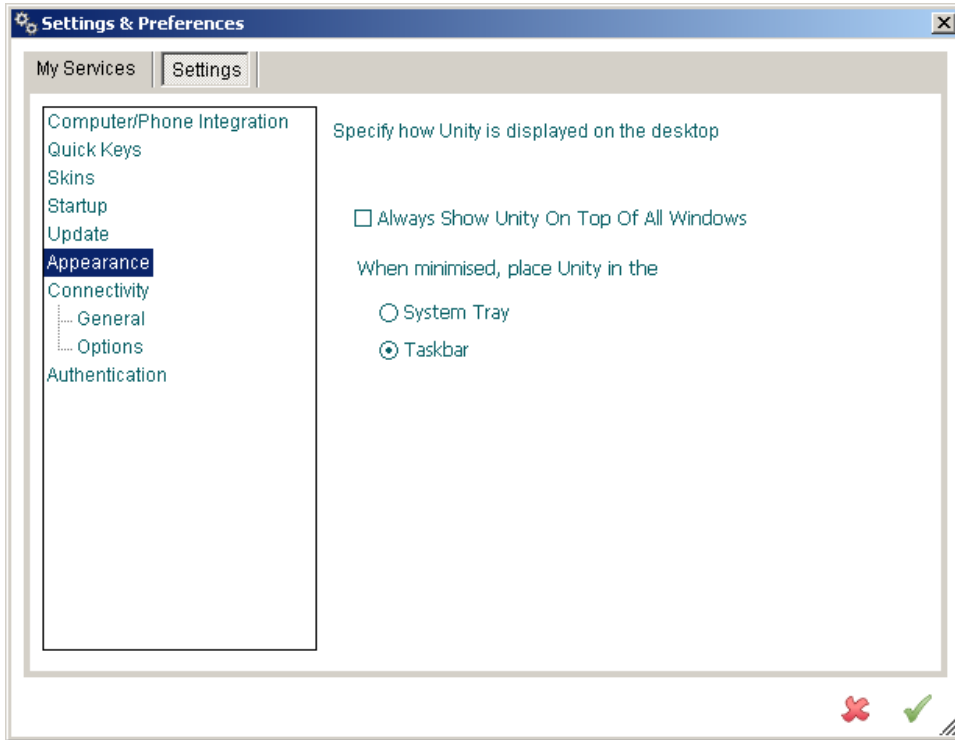 Settings & Preferences
My Services
Settings
Computer/Phone Integration
Quick Keys
Skins
Startup
Update
Appearance
Connectivity
General
Options
Authentication
Specify how Unity is displayed on the desktop
Always Show Unity On Top Of All Windows
When minimised, place Unity in the
System Tray
Taskbar